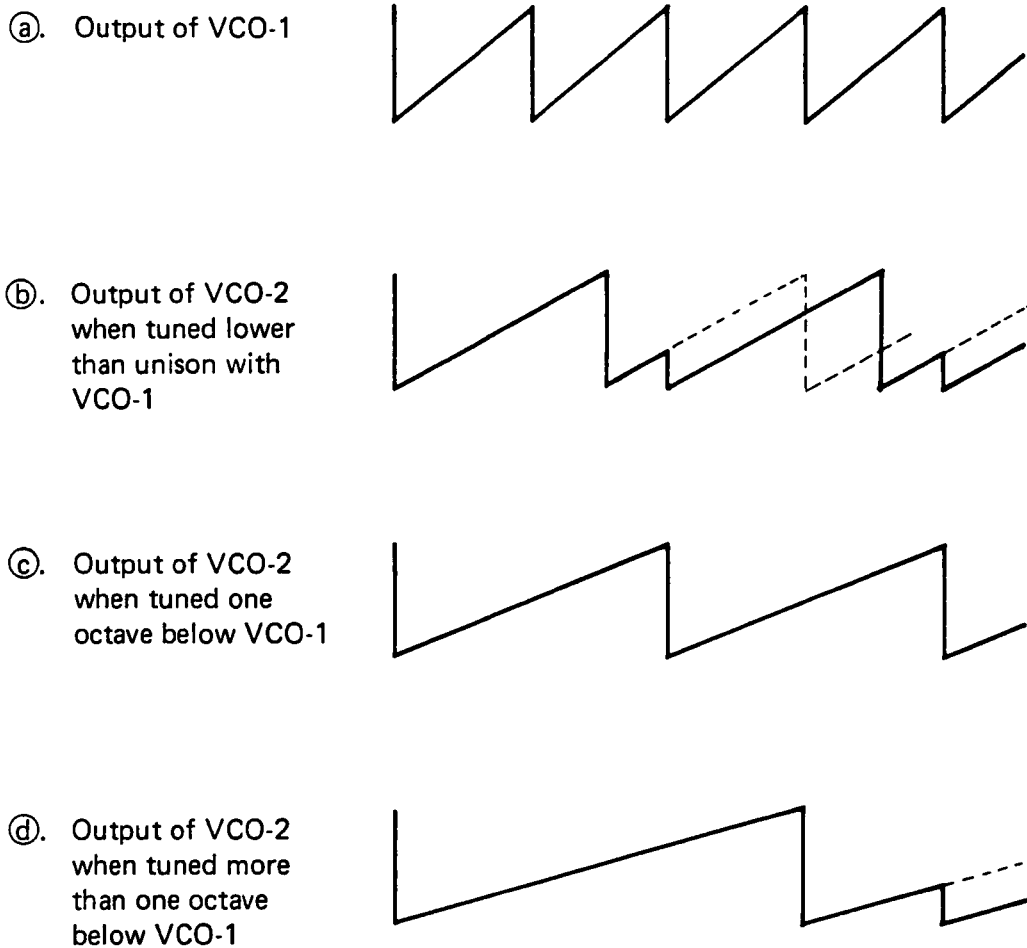 ⓐ. Output of VCO-1
ⓑ. Output of VCO-2
when tuned lower
than unison with
VCO-1
ⓒ. Output of VCO-2
when tuned one
octave below VCO-1
ⓓ. Output of VCO-2
when tuned more
than one octave
below VCO-1